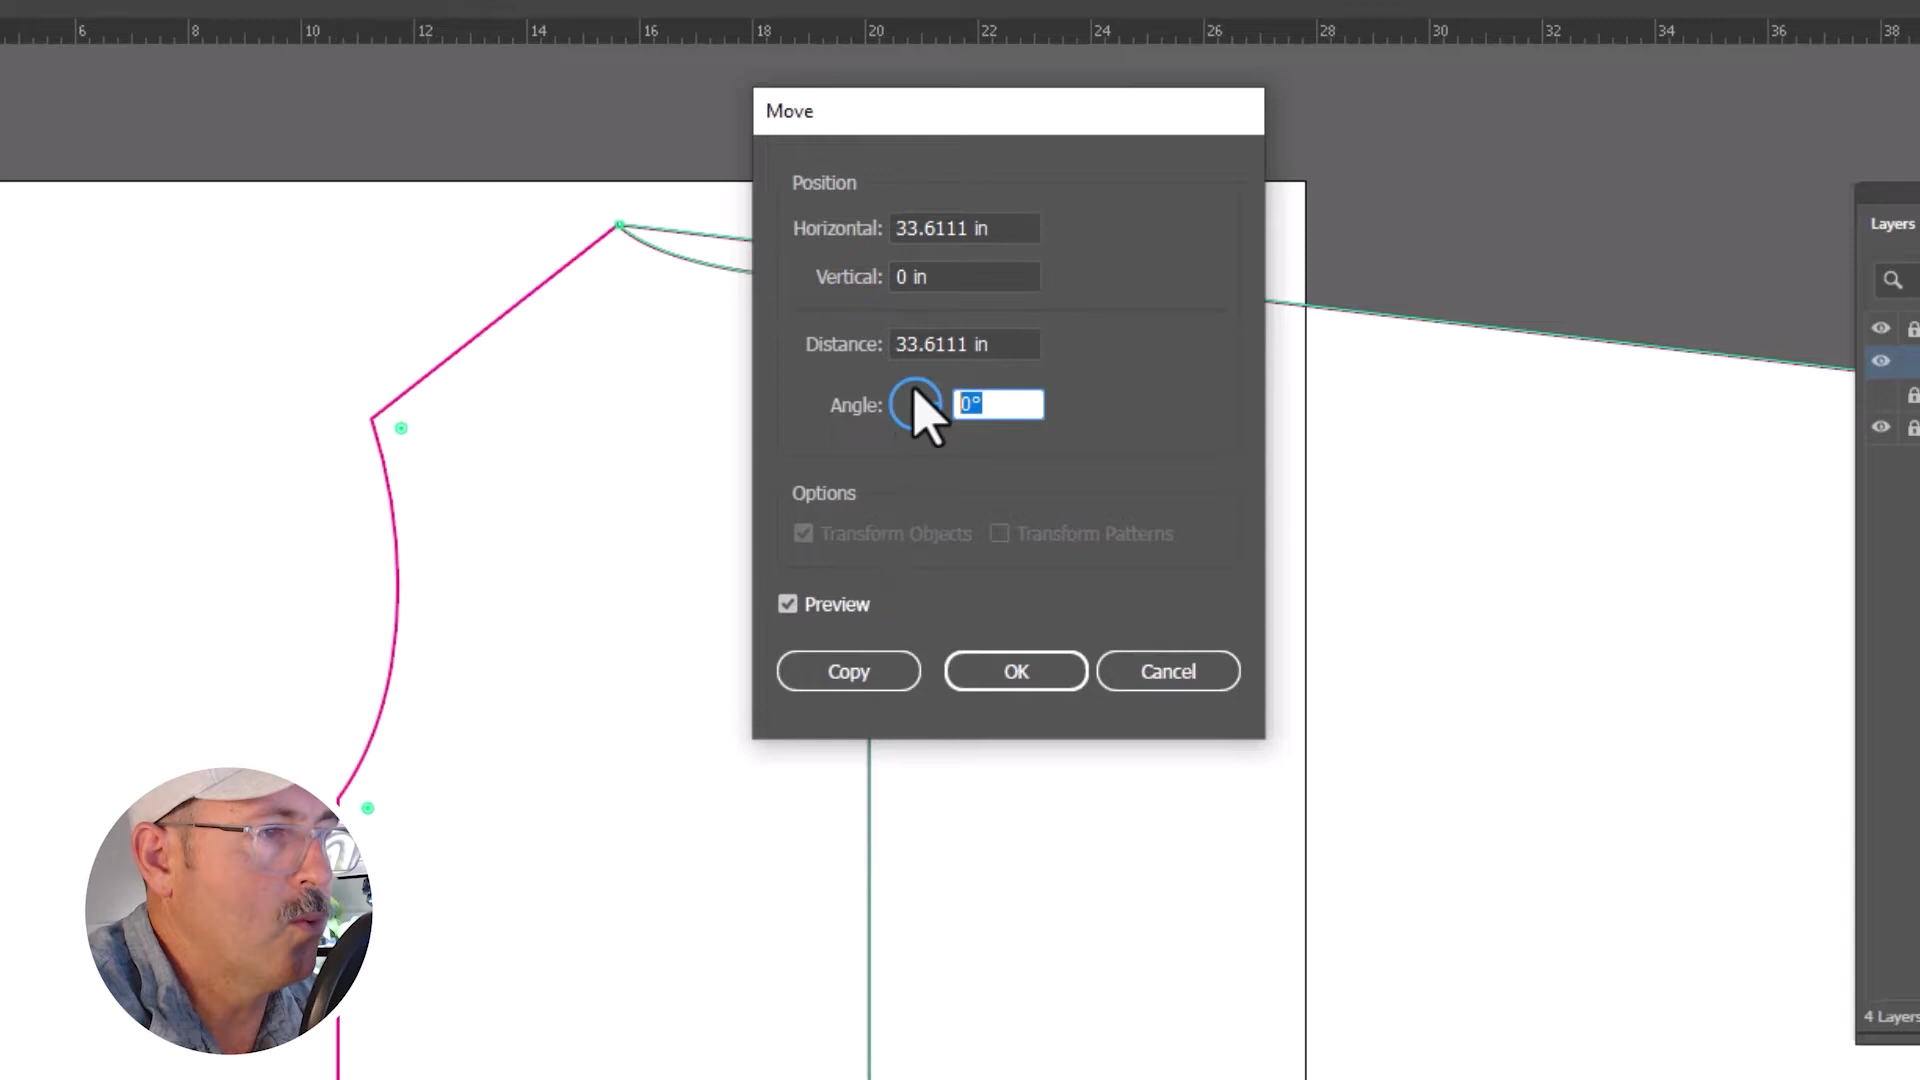 6 8 10 12 14 16 18 20 22 24 26 28 30 32 34 36 38
Move
Position
Horizontal: 33.6111 in
Vertical: 0 in
Distance: 33.6111 in
Angle: 0°
Options
Transform Objects Transform Patterns
Preview
Copy OK Cancel
Layers
4 Layers